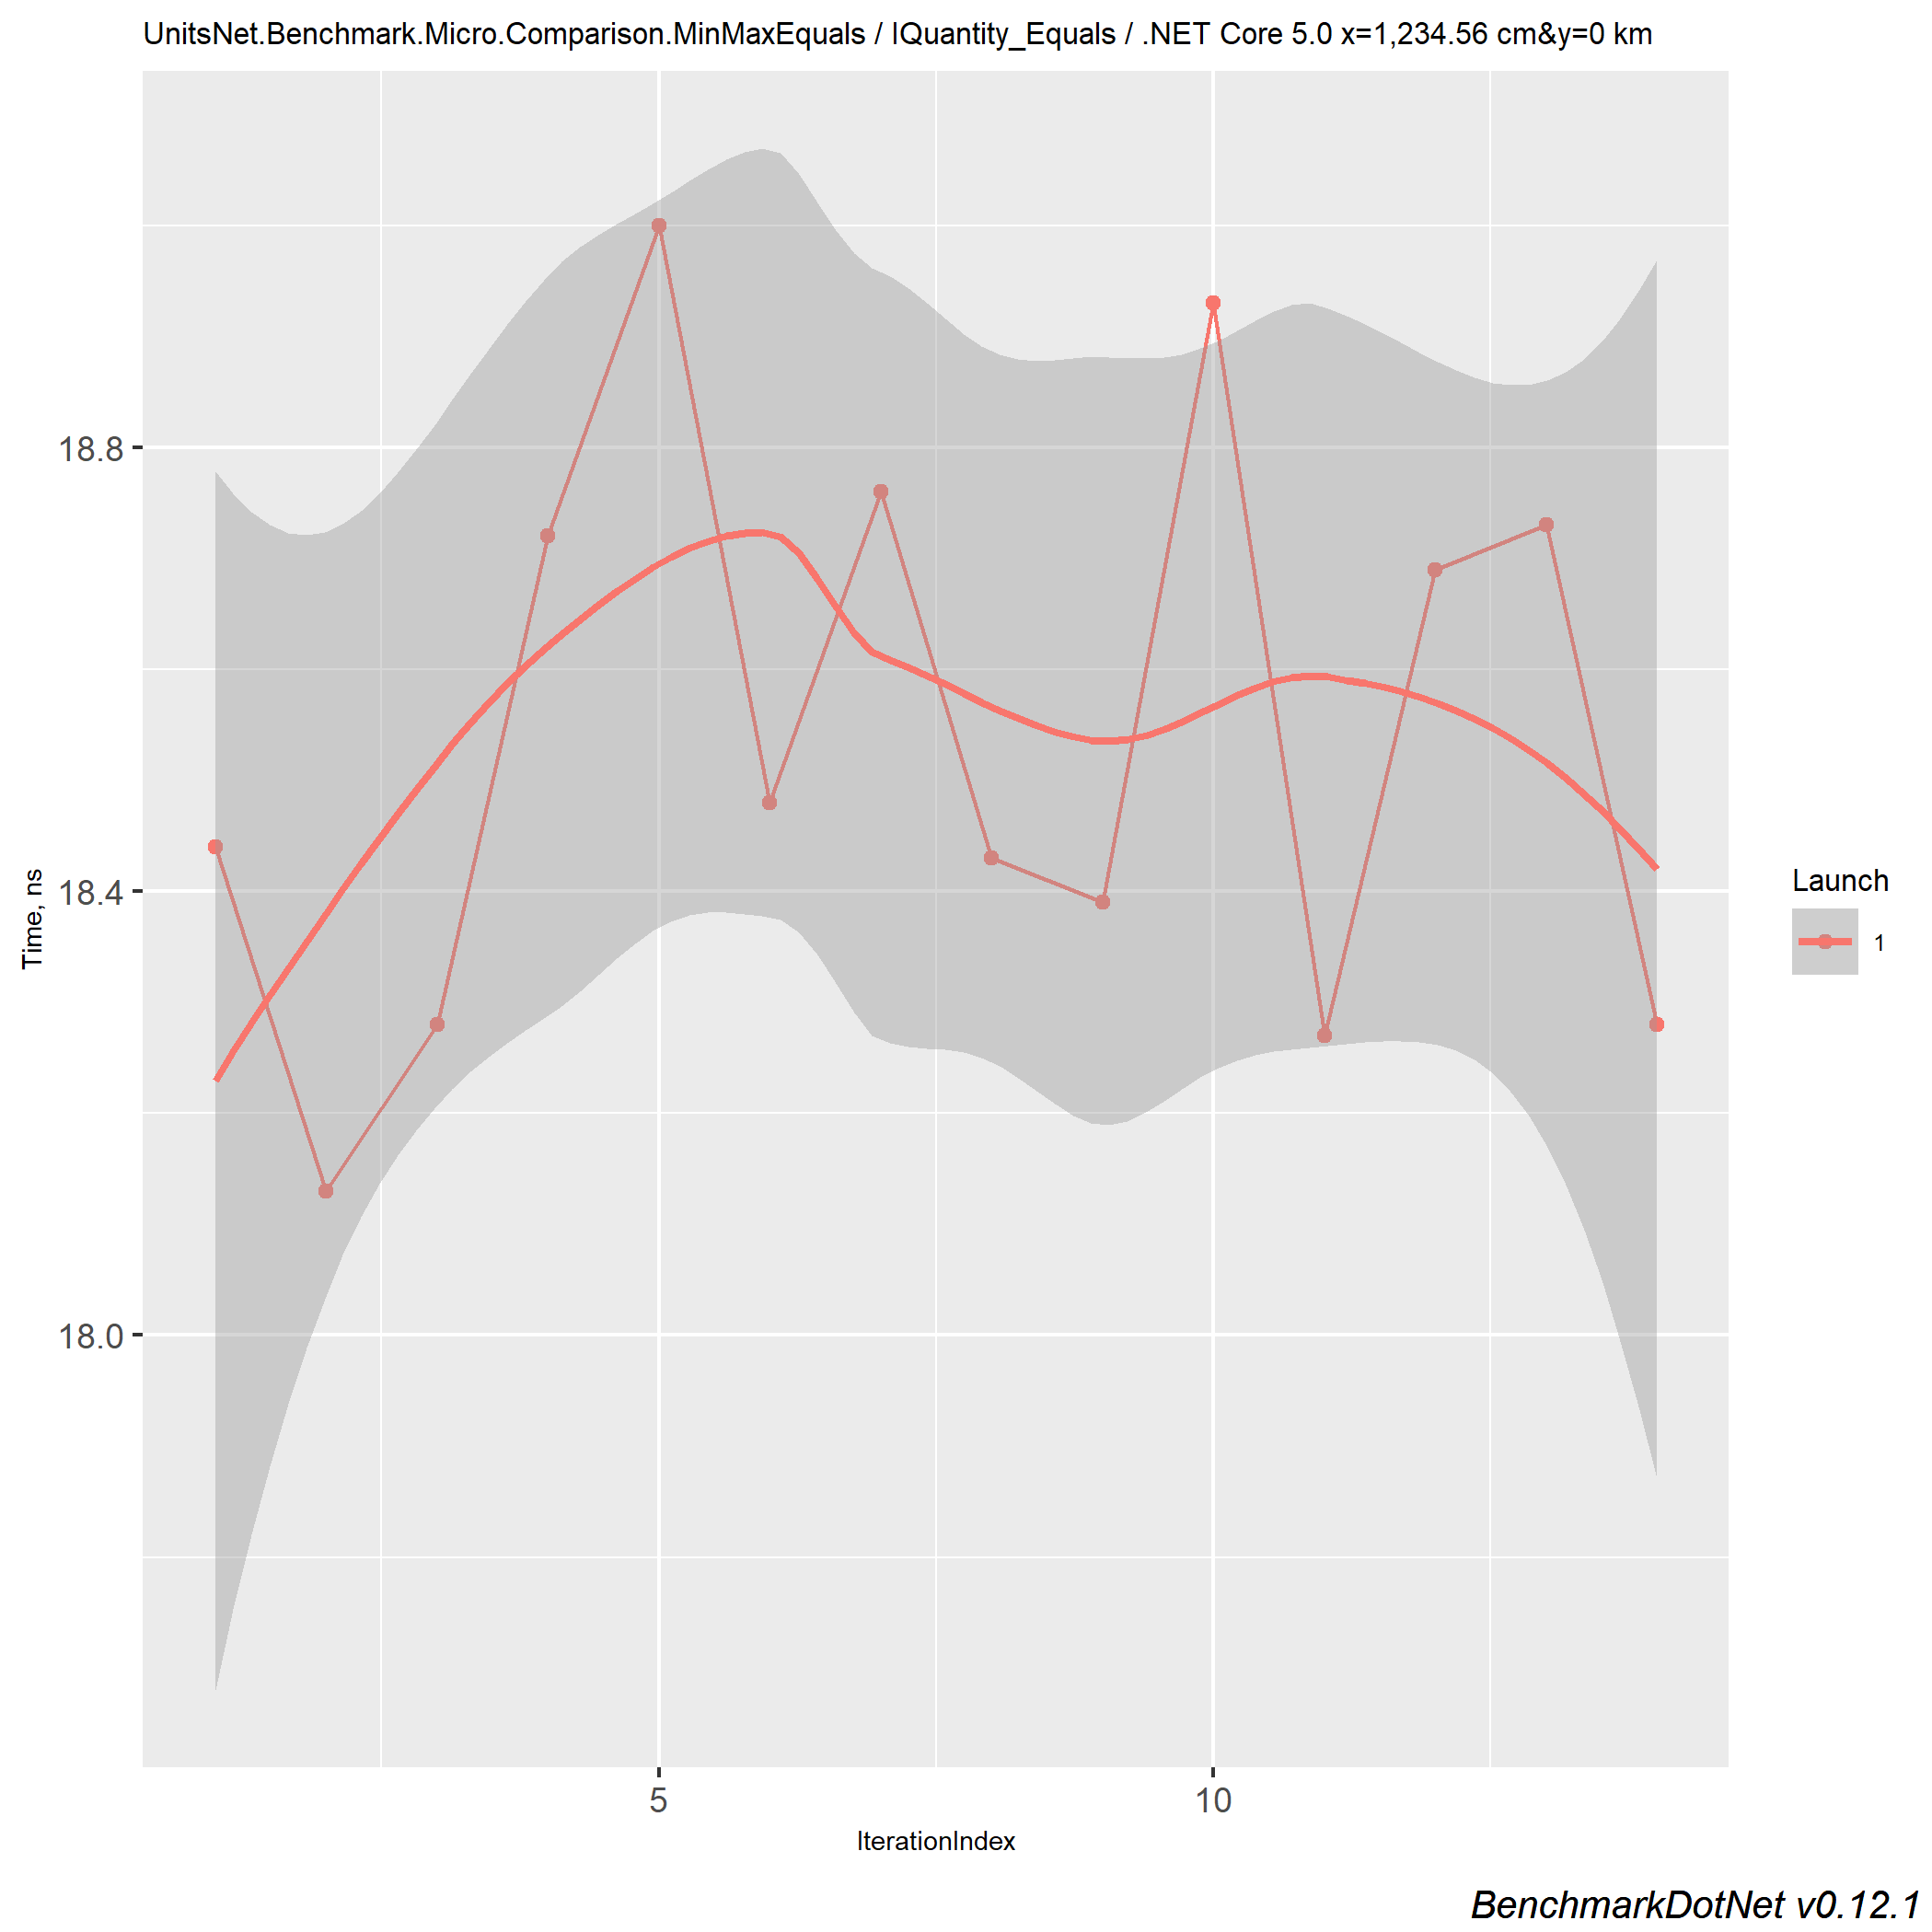 UnitsNet.Benchmark.Micro.Comparison.MinMaxEquals / IQuantity_Equals / .NET Core 5.0 x=1,234.56 cm&y=0 km
18.8
18.4
18.0
Time, ns
5
10
IterationIndex
Launch
1
BenchmarkDotNet v0.12.1